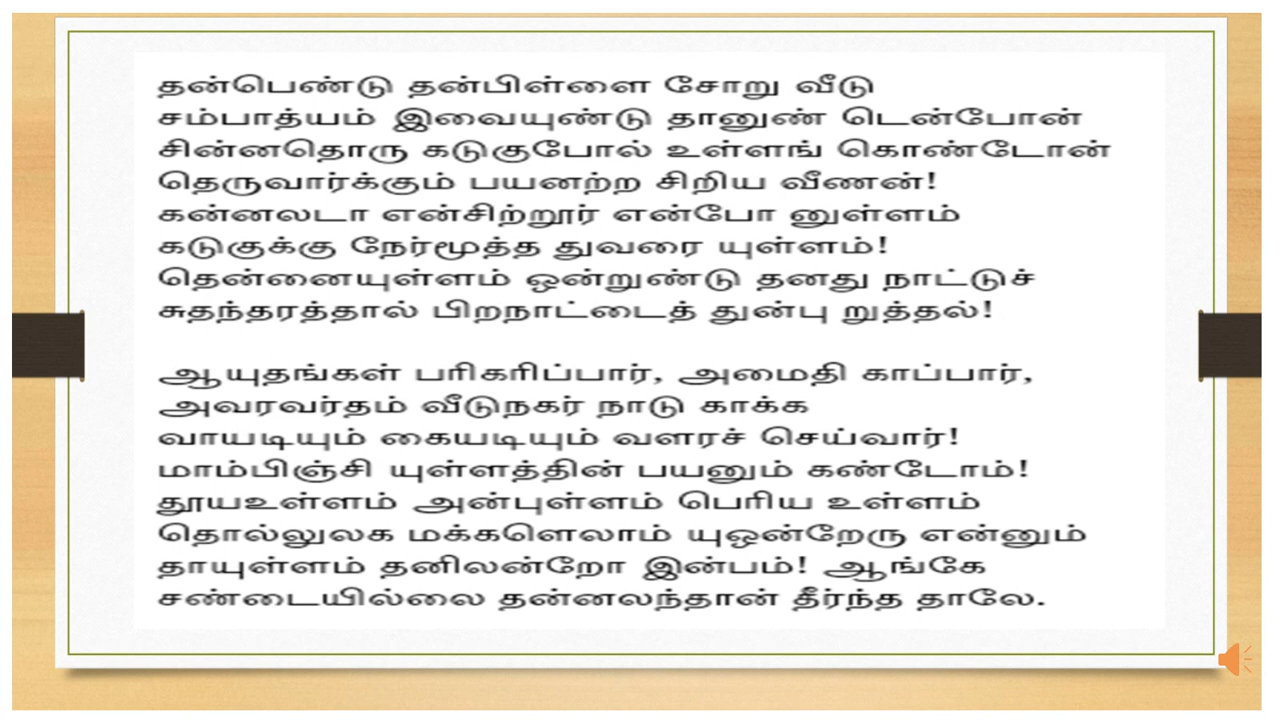 தன்பெண்டு தன்பிள்ளை சோறு வீடு
சம்பாத்யம் இவையுண்டு தானுண் டென்போன்
சின்னதொரு கடுகுபோல் உள்ளங் கொண்டோன்
தெருவார்க்கும் பயனற்ற சிறிய வீணன்!
கன்னலடா என்சிற்றூர் என்போ னுள்ளம்
கடுகுக்கு நேர்மூத்த துவரை யுள்ளம்!
தென்னையுள்ளம் ஒன்றுண்டு தனது நாட்டுச்
சுதந்தரத்தால் பிறநாட்டைத் துன்பு றுத்தல்!
ஆயுதங்கள் பரிகரிப்பார், அமைதி காப்பார்,
அவரவர்தம் வீடுநகர் நாடு காக்க
வாயடியும் கையடியும் வளரச் செய்வார்!
மாம்பிஞ்சி யுள்ளத்தின் பயனும் கண்டோம்!
தூயஉள்ளம் அன்புள்ளம் பெரிய உள்ளம்
தொல்லுலக மக்களெலாம் யுஒன்றேரு என்னும்
தாயுள்ளம் தனிலன்றோ இன்பம்! ஆங்கே
சண்டையில்லை தன்னலந்தான் தீர்ந்த தாலே.